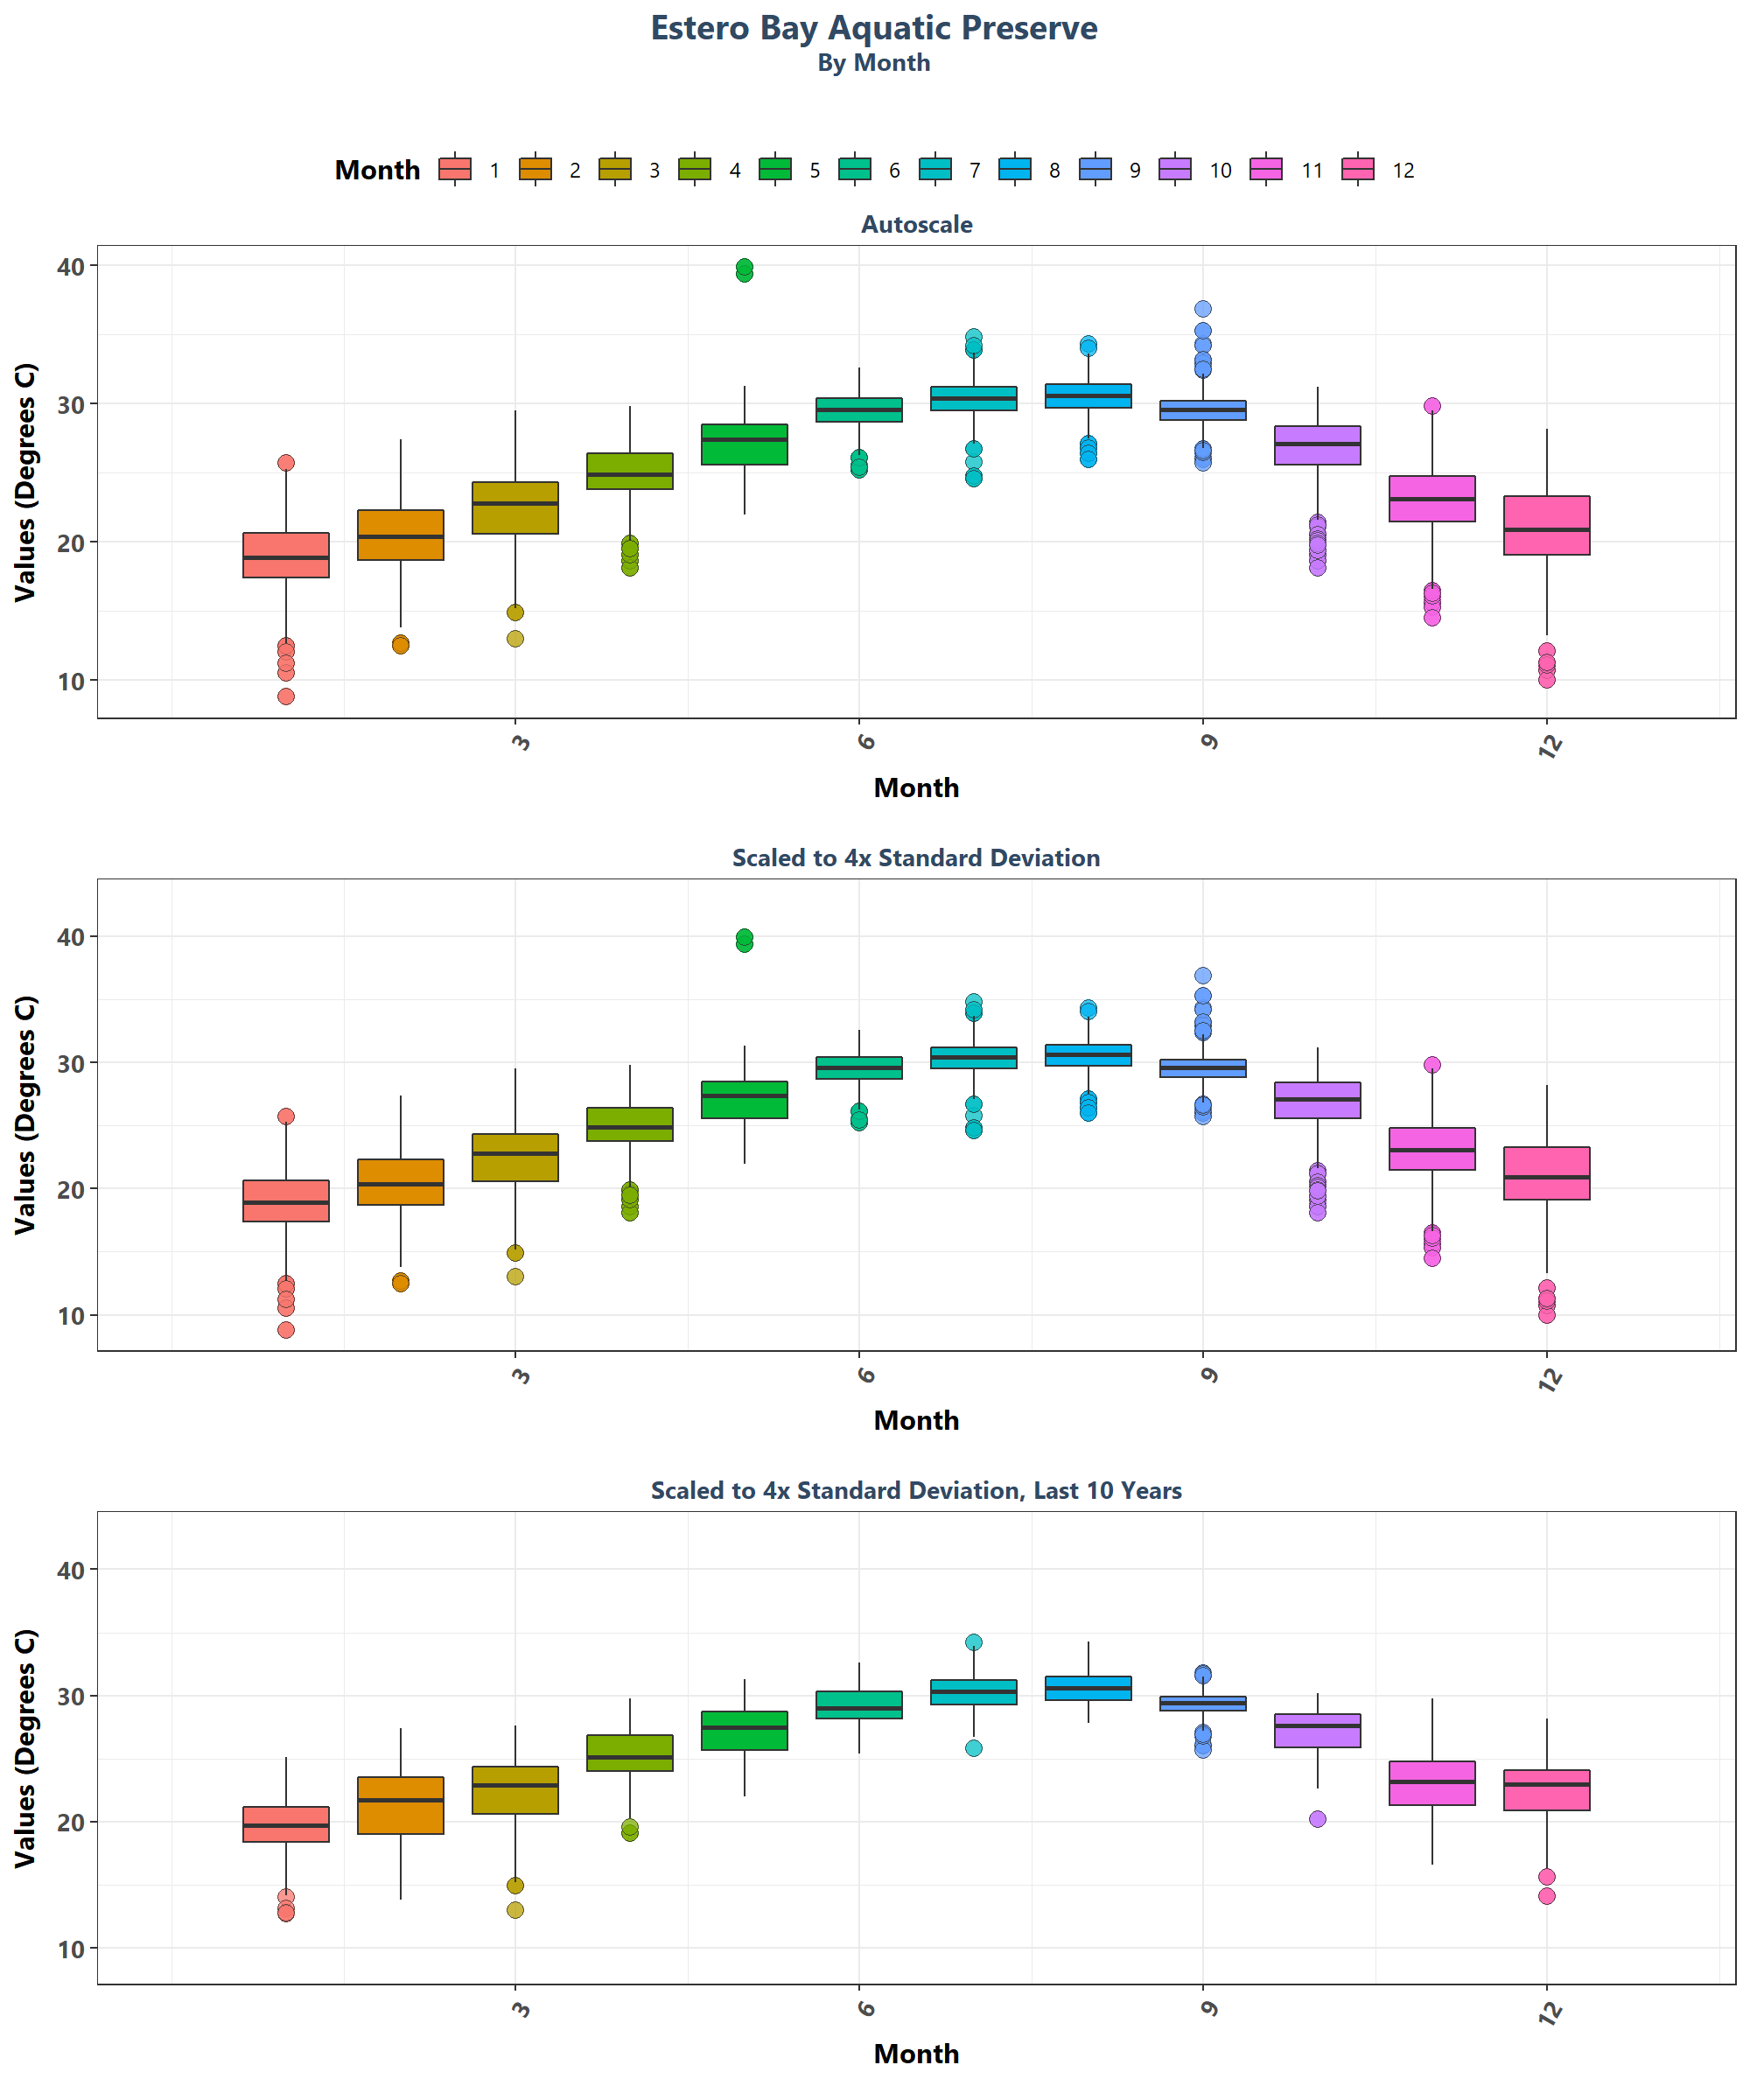 Estero Bay Aquatic Preserve
By Month
Month 1 2 3 4 5 6 7 8 9 10 11 12
Autoscale
Values (Degrees C)
40
30
20
10
3 6 9 12
Month
Scaled to 4x Standard Deviation
Values (Degrees C)
40
30
20
10
3 6 9 12
Month
Scaled to 4x Standard Deviation, Last 10 Years
Values (Degrees C)
40
30
20
10
3 6 9 12
Month